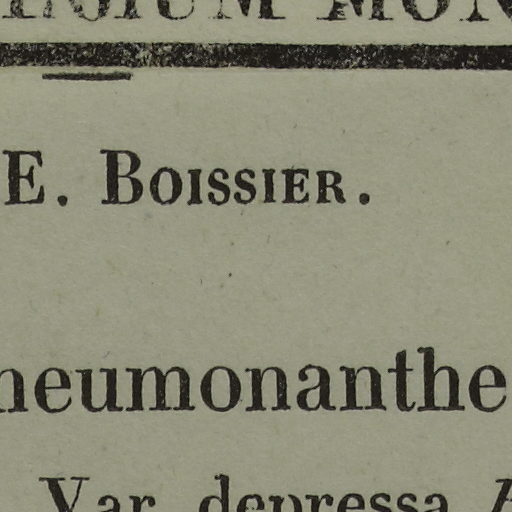 E. BOISSIER.
neumonanthe
Var. depressa